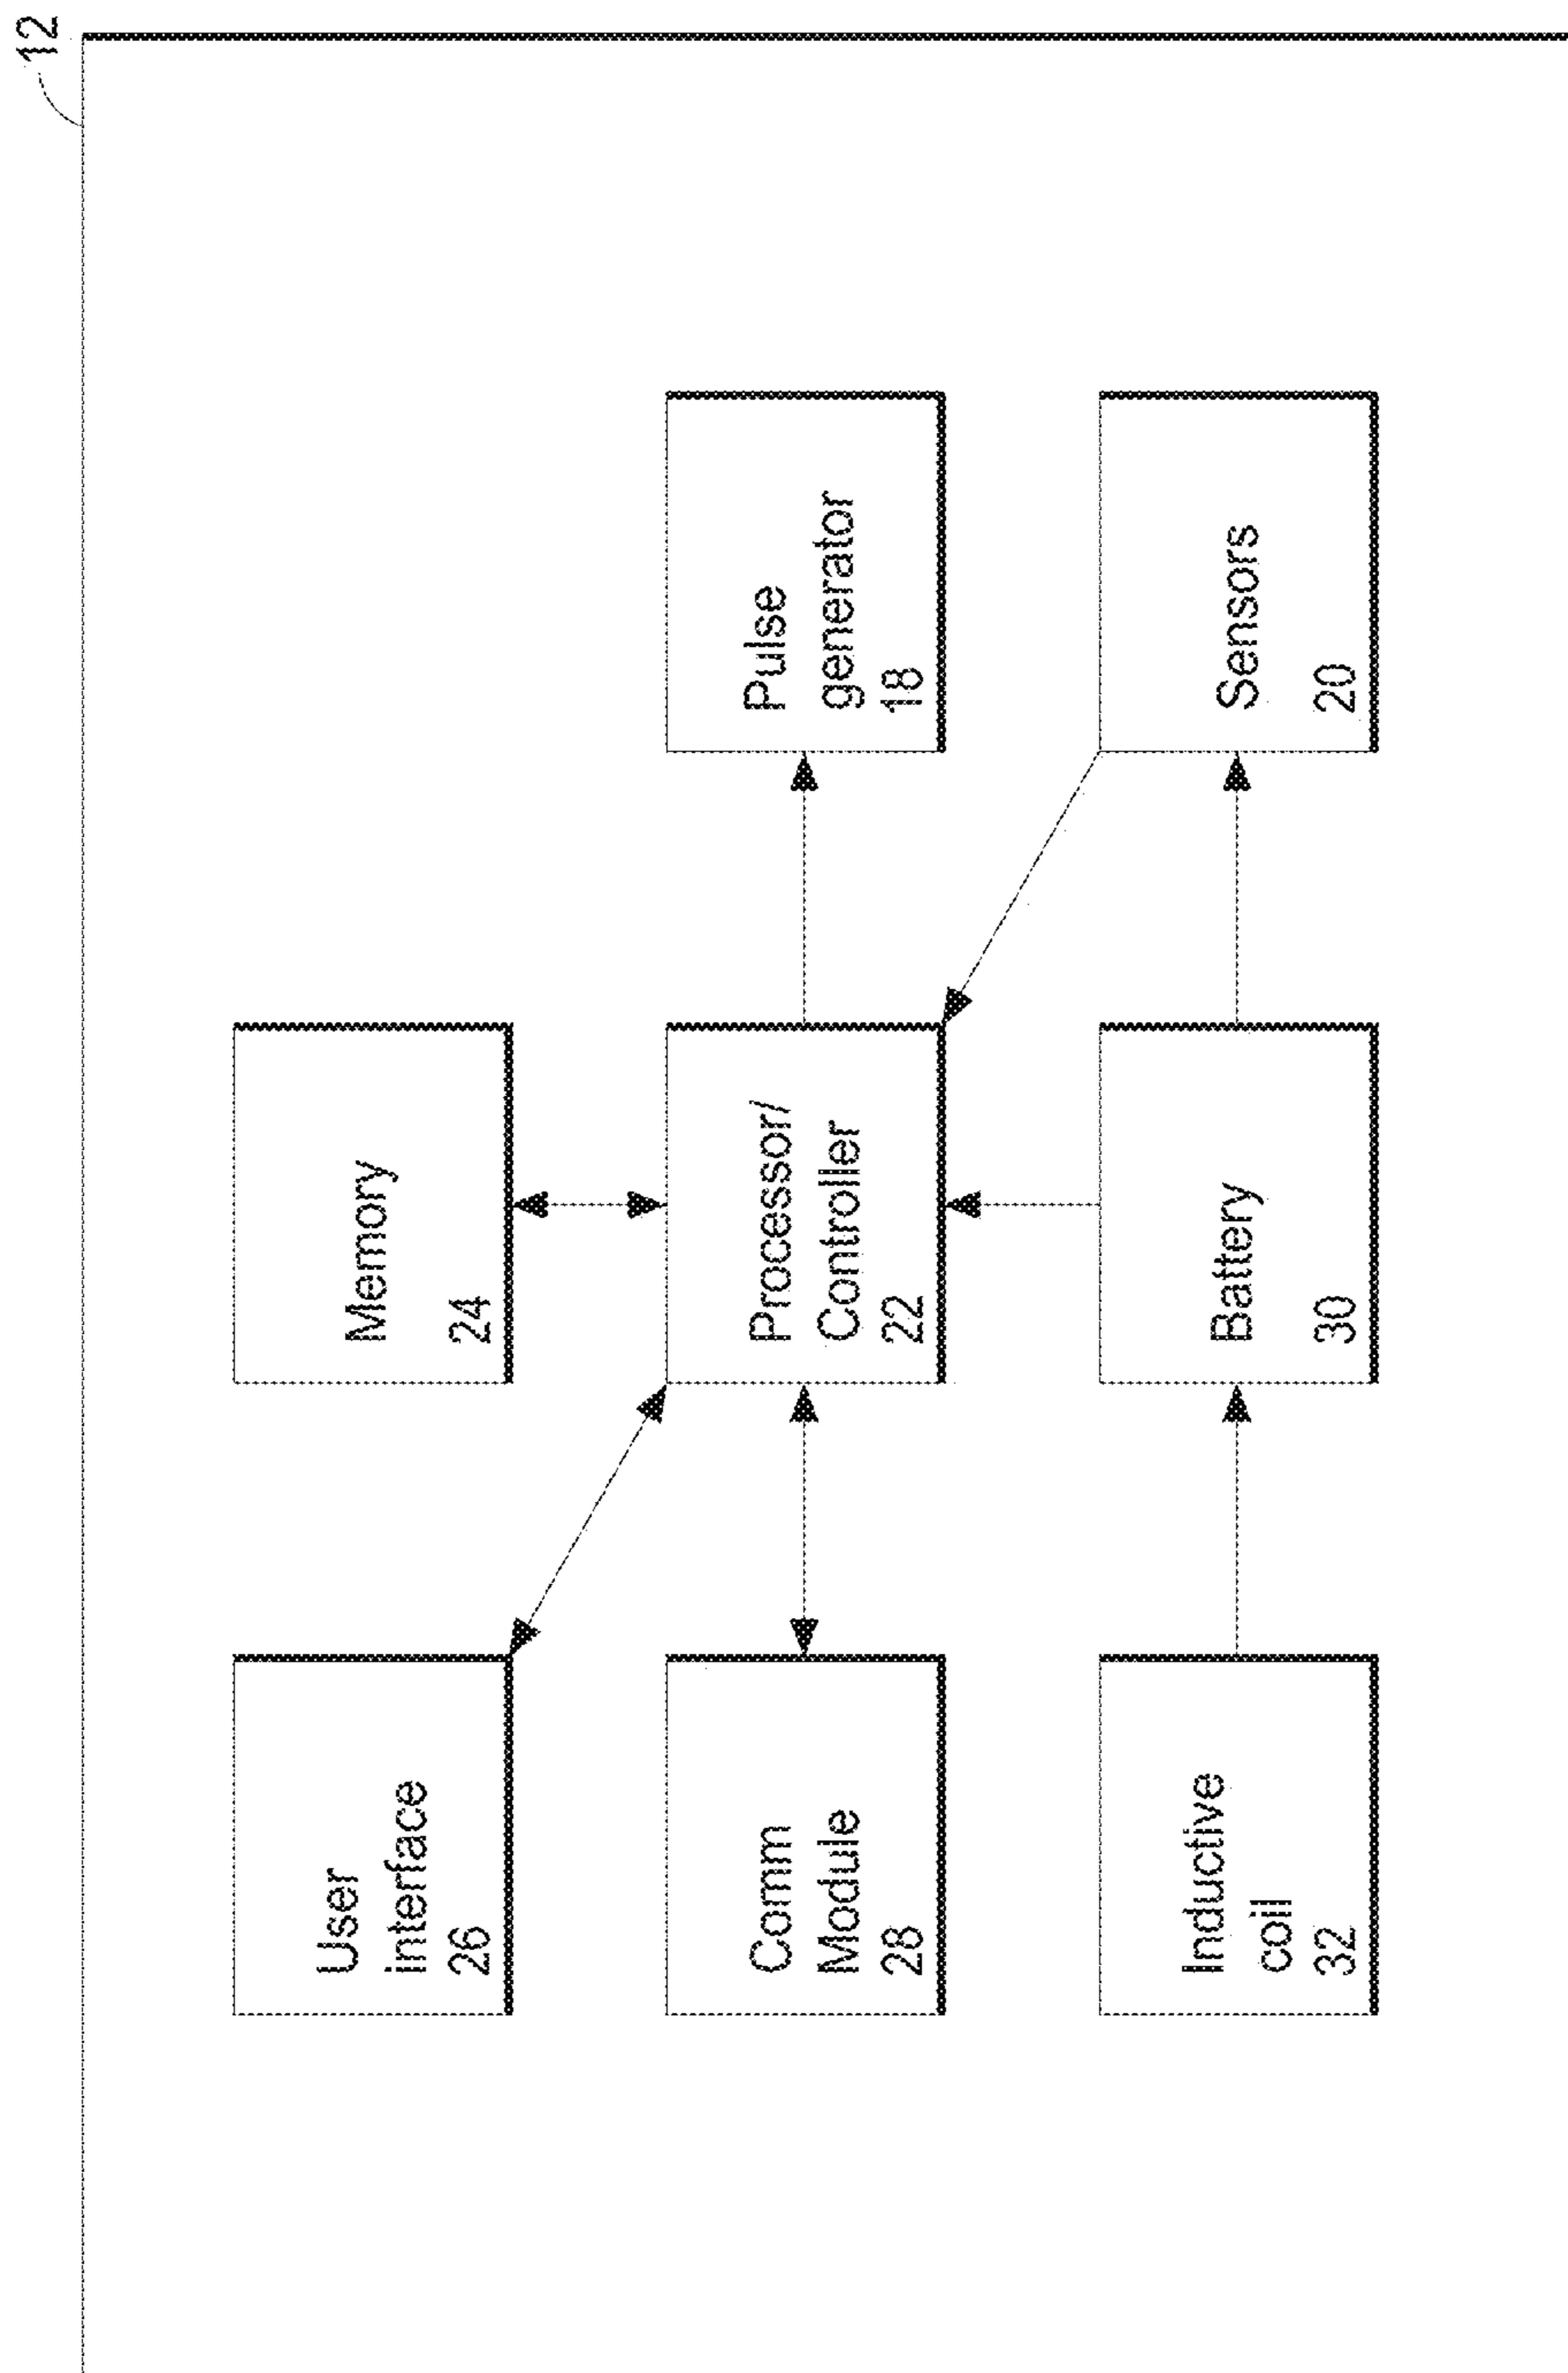 12
User
interface
26
Memory
24
Comm
Module
28
Processor/
Controller
22
Pulse
generator
18
Inductive
coil
32
Battery
30
Sensors
20